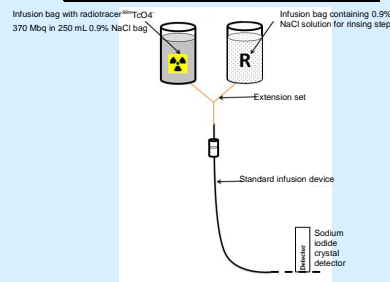 Infusion bag with radiotracer 99mTcO4-
370 Mbq in 250 mL 0.9% NaCl bag
Infusion bag containing 0.9%
NaCl solution for rinsing step
R
Extension set
Standard infusion device
Detector
Sodium
iodide
crystal
detector